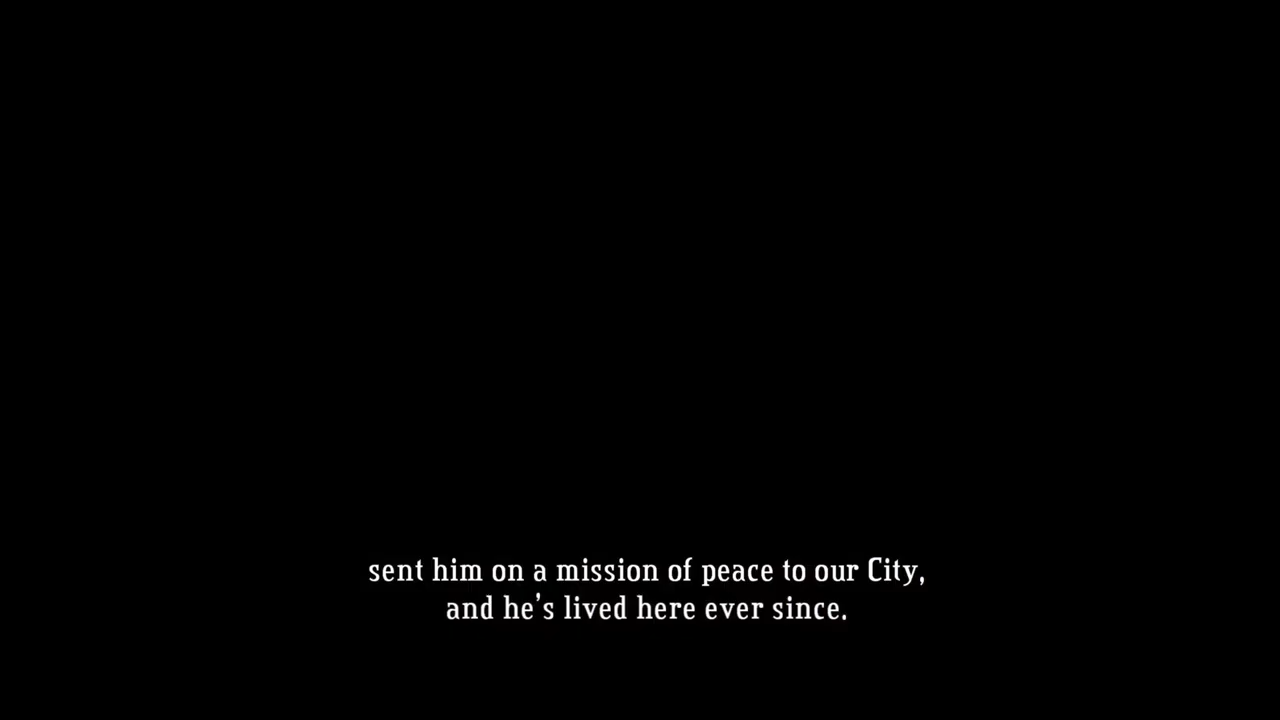 sent him on a mission of peace to our City,
and he's lived here ever since.